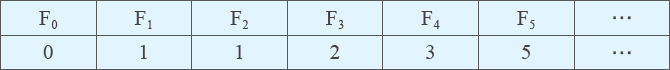 F₀ F₁ F₂ F₃ F₄ F₅ ⋯
0 1 1 2 3 5 ⋯